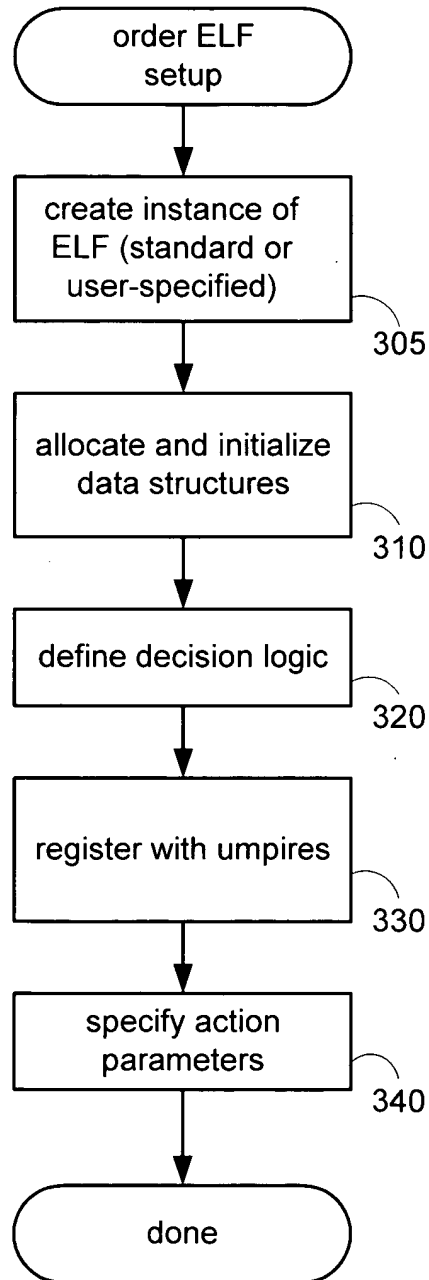 order ELF
setup
create instance of
ELF (standard or
user-specified)
305
allocate and initialize
data structures
310
define decision logic
320
register with umpires
330
specify action
parameters
340
done